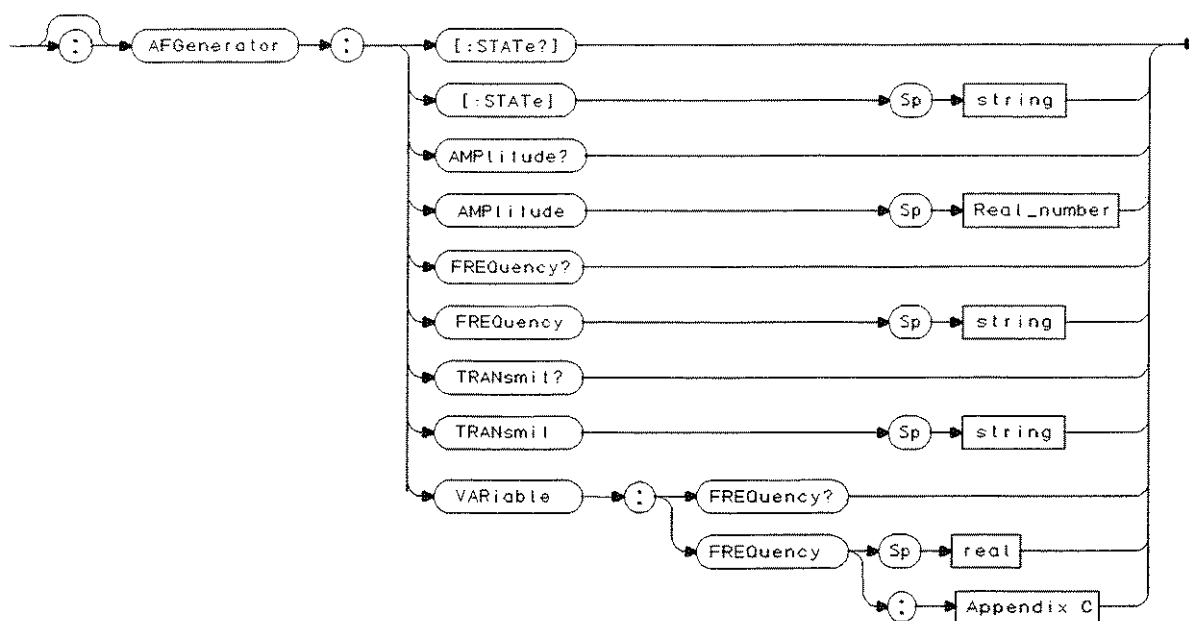 : AFGenerator : [:STATe?]
[:STATe] Sp string
AMPlitude?
AMPlitude Sp Real_number
FREQuency?
FREQuency Sp string
TRANsmit?
TRANsmit Sp string
VARiable : FREQuency?
FREQuency Sp real
: Appendix C